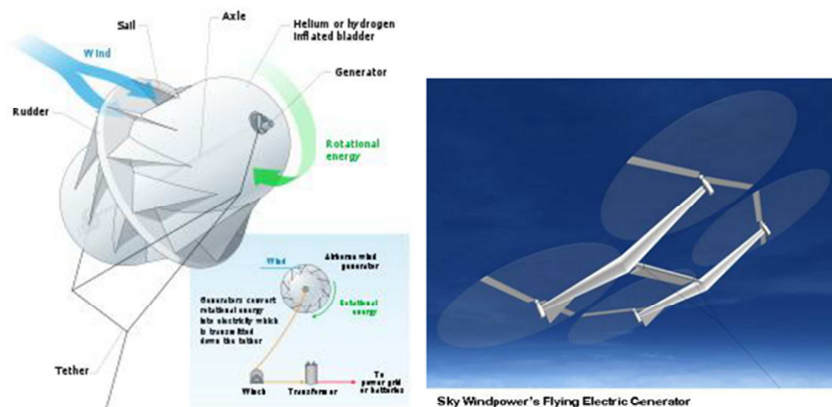 Sail
Axle
Helium or hydrogen
inflated bladder
Wind
Generator
Rudder
Rotational
energy
Wind
Airborne wind
generator
Generators convert
rotational energy
into electricity which
is transmitted
down the tether
Rotational
energy
Tether
Winch
Transformer
To
power grid
or batteries
Sky Windpower's Flying Electric Generator